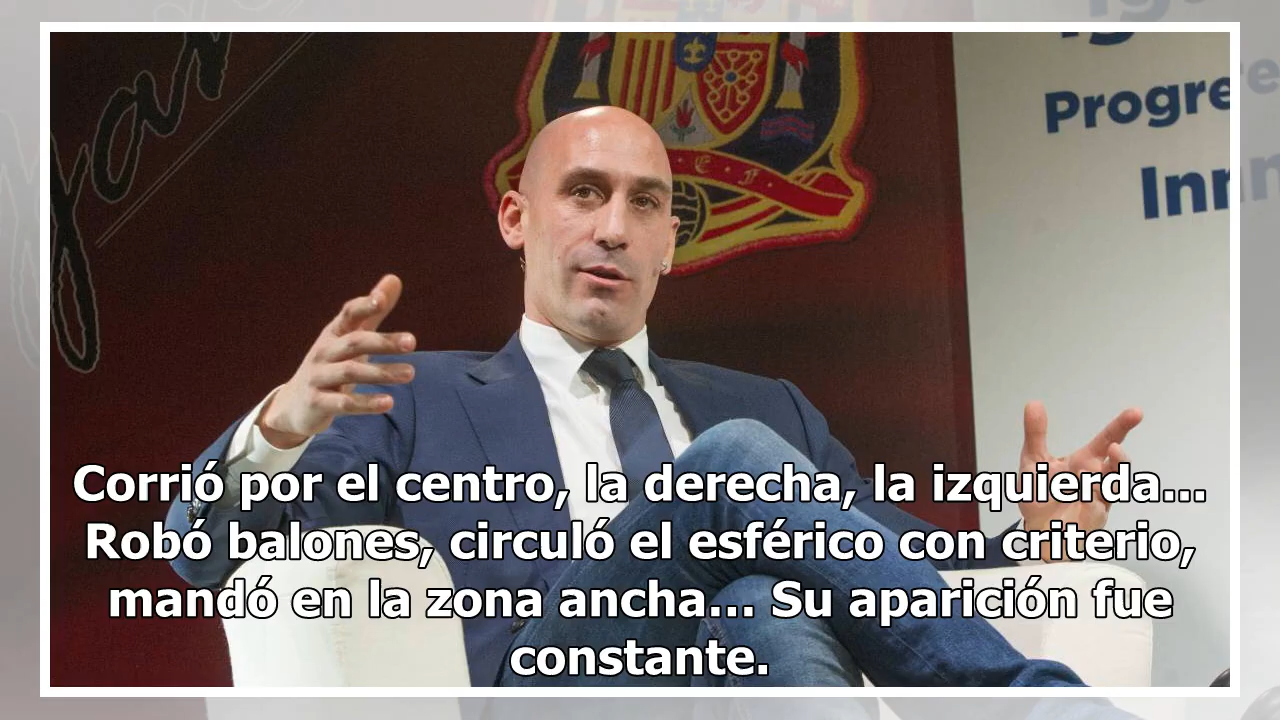 Progre
Inn
Corrió por el centro, la derecha, la izquierda...
Robó balones, circuló el esférico con criterio,
mandó en la zona ancha... Su aparición fue
constante.